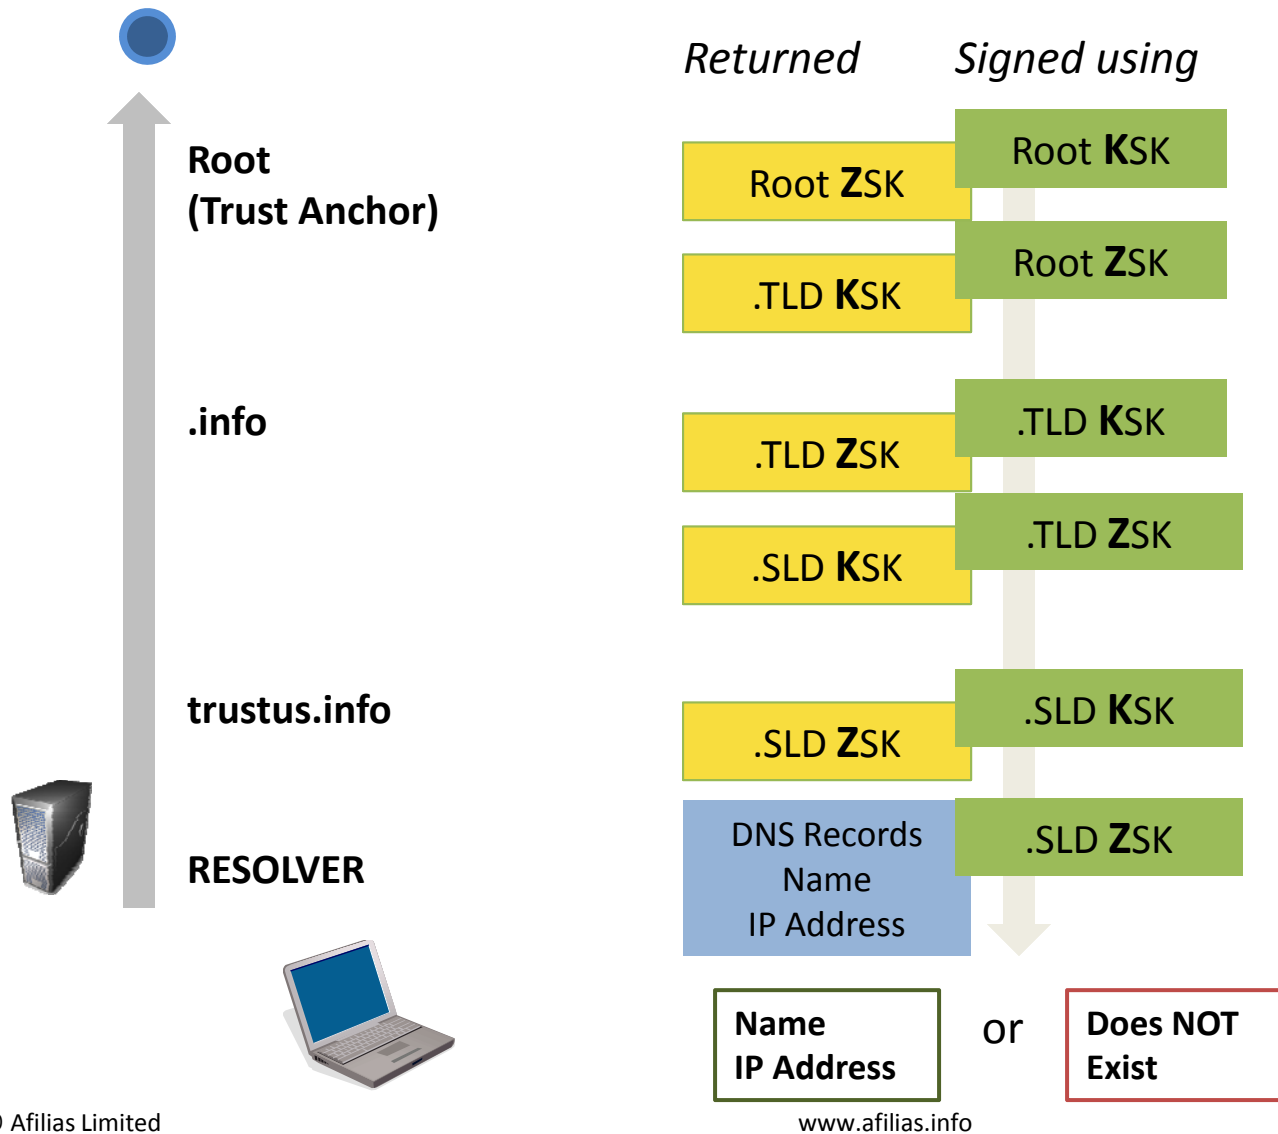 Returned
Signed using
Root
(Trust Anchor)
Root ZSK
Root KSK
.TLD KSK
Root ZSK
.info
.TLD ZSK
.TLD KSK
.SLD KSK
.TLD ZSK
trustus.info
.SLD ZSK
.SLD KSK
RESOLVER
DNS Records
Name
IP Address
.SLD ZSK
Name
IP Address
or
Does NOT
Exist
Afilias Limited
www.afilias.info